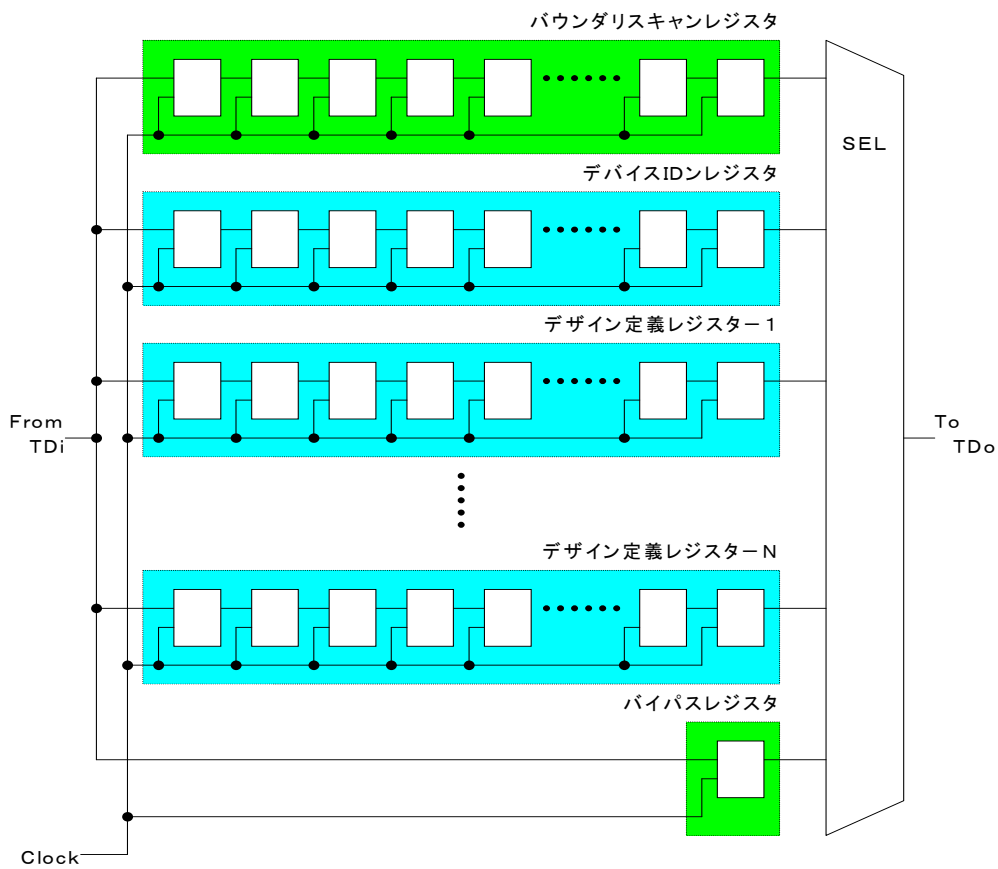 バウンダリスキャンレジスタ
SEL
デバイスIDンレジスタ
デザイン定義レジスター1
From
TDi
To
TDo
デザイン定義レジスターN
バイパスレジスタ
Clock